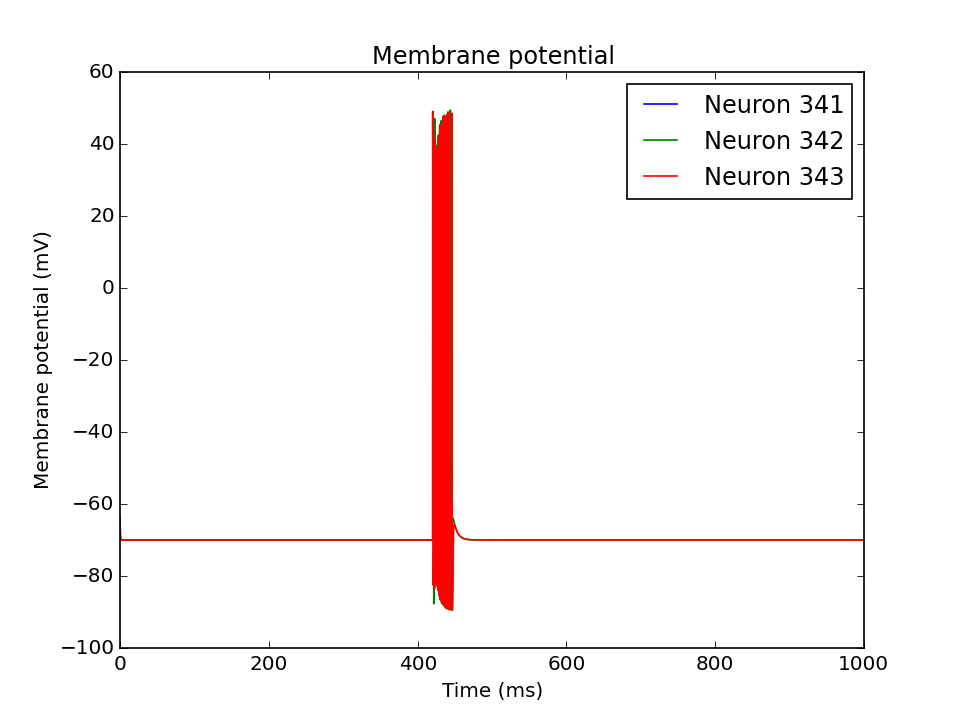 Membrane potential
60
40
20
0
−20
−40
−60
−80
−100
Membrane potential (mV)
Neuron 341
Neuron 342
Neuron 343
0 200 400 600 800 1000
Time (ms)